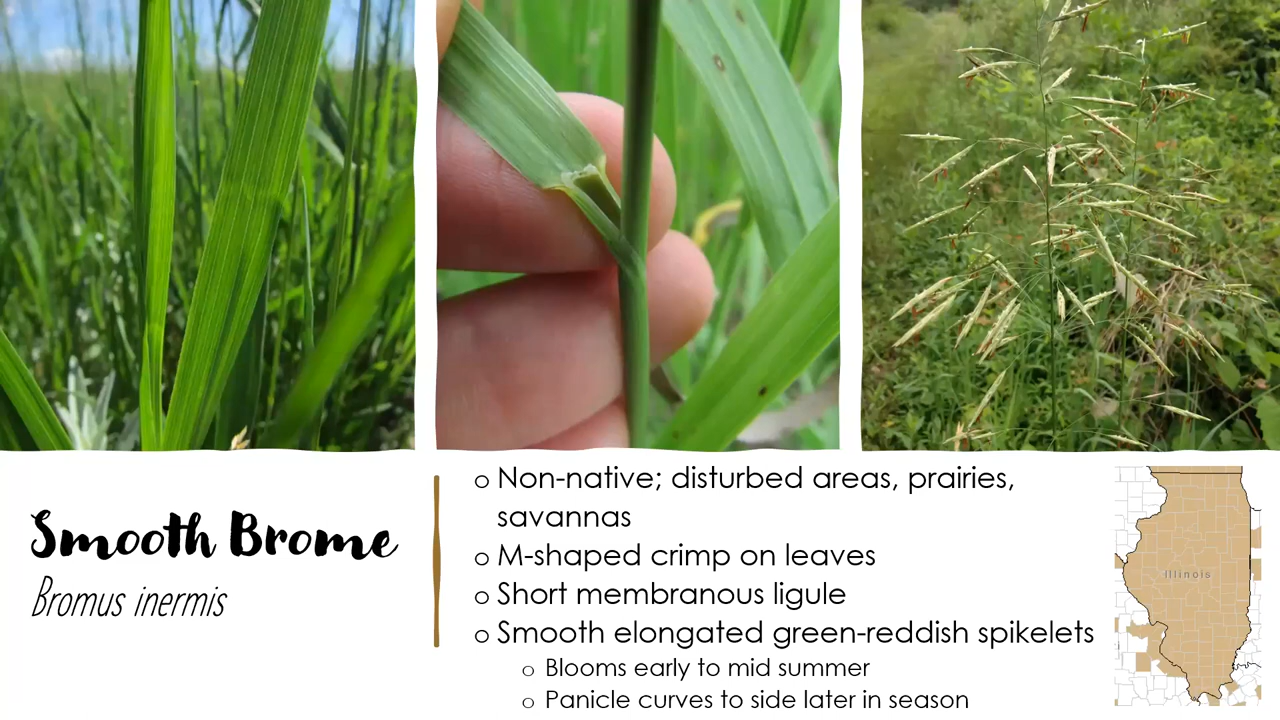 Smooth Brome
Bromus inermis
o Non-native; disturbed areas, prairies,
savannas
o M-shaped crimp on leaves
o Short membranous ligule
o Smooth elongated green-reddish spikelets
o Blooms early to mid summer
o Panicle curves to side later in season
Illinois